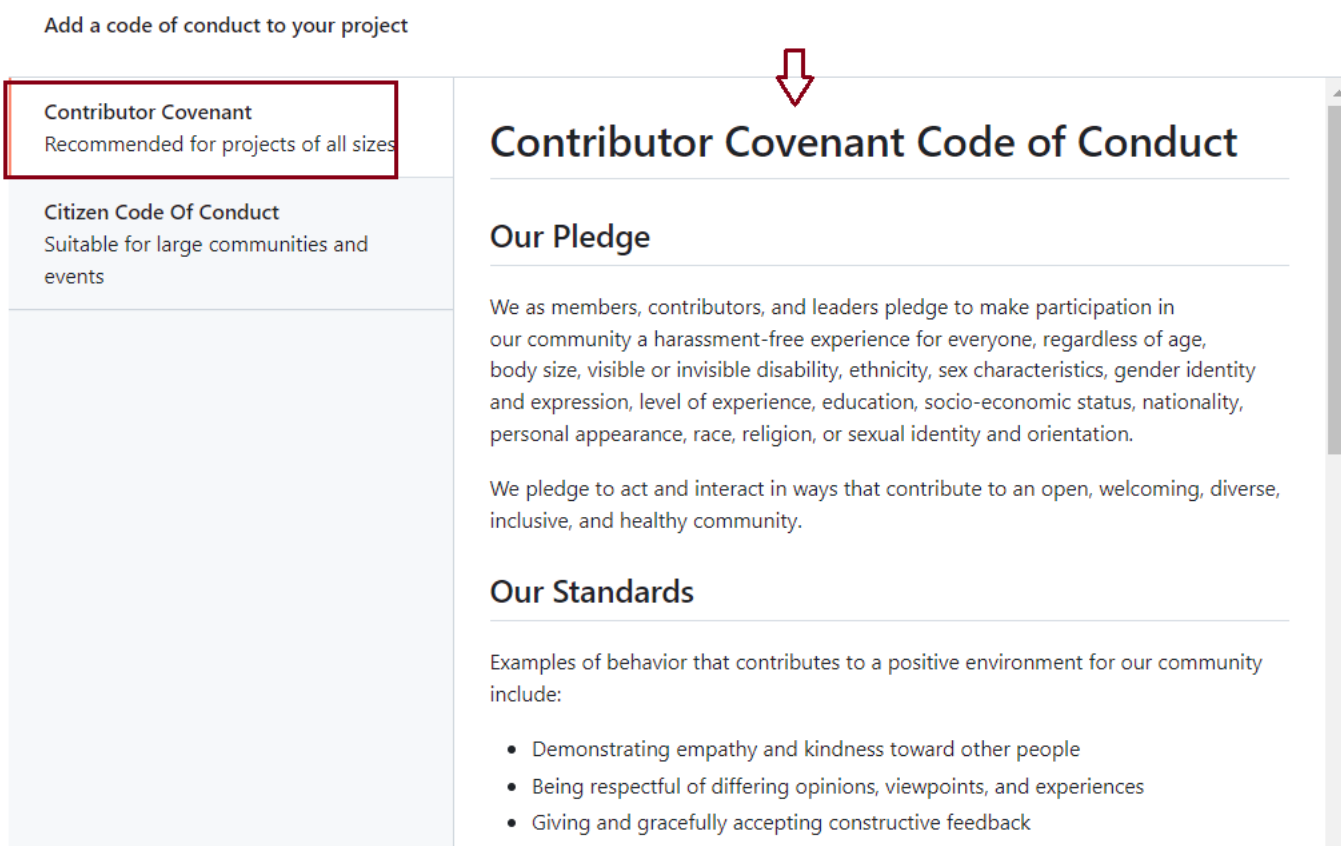 Add a code of conduct to your project
Contributor Covenant
Recommended for projects of all sizes
Citizen Code Of Conduct
Suitable for large communities and
events
Contributor Covenant Code of Conduct
Our Pledge
We as members, contributors, and leaders pledge to make participation in
our community a harassment-free experience for everyone, regardless of age,
body size, visible or invisible disability, ethnicity, sex characteristics, gender identity
and expression, level of experience, education, socio-economic status, nationality,
personal appearance, race, religion, or sexual identity and orientation.
We pledge to act and interact in ways that contribute to an open, welcoming, diverse,
inclusive, and healthy community.
Our Standards
Examples of behavior that contributes to a positive environment for our community
include:
• Demonstrating empathy and kindness toward other people
• Being respectful of differing opinions, viewpoints, and experiences
• Giving and gracefully accepting constructive feedback